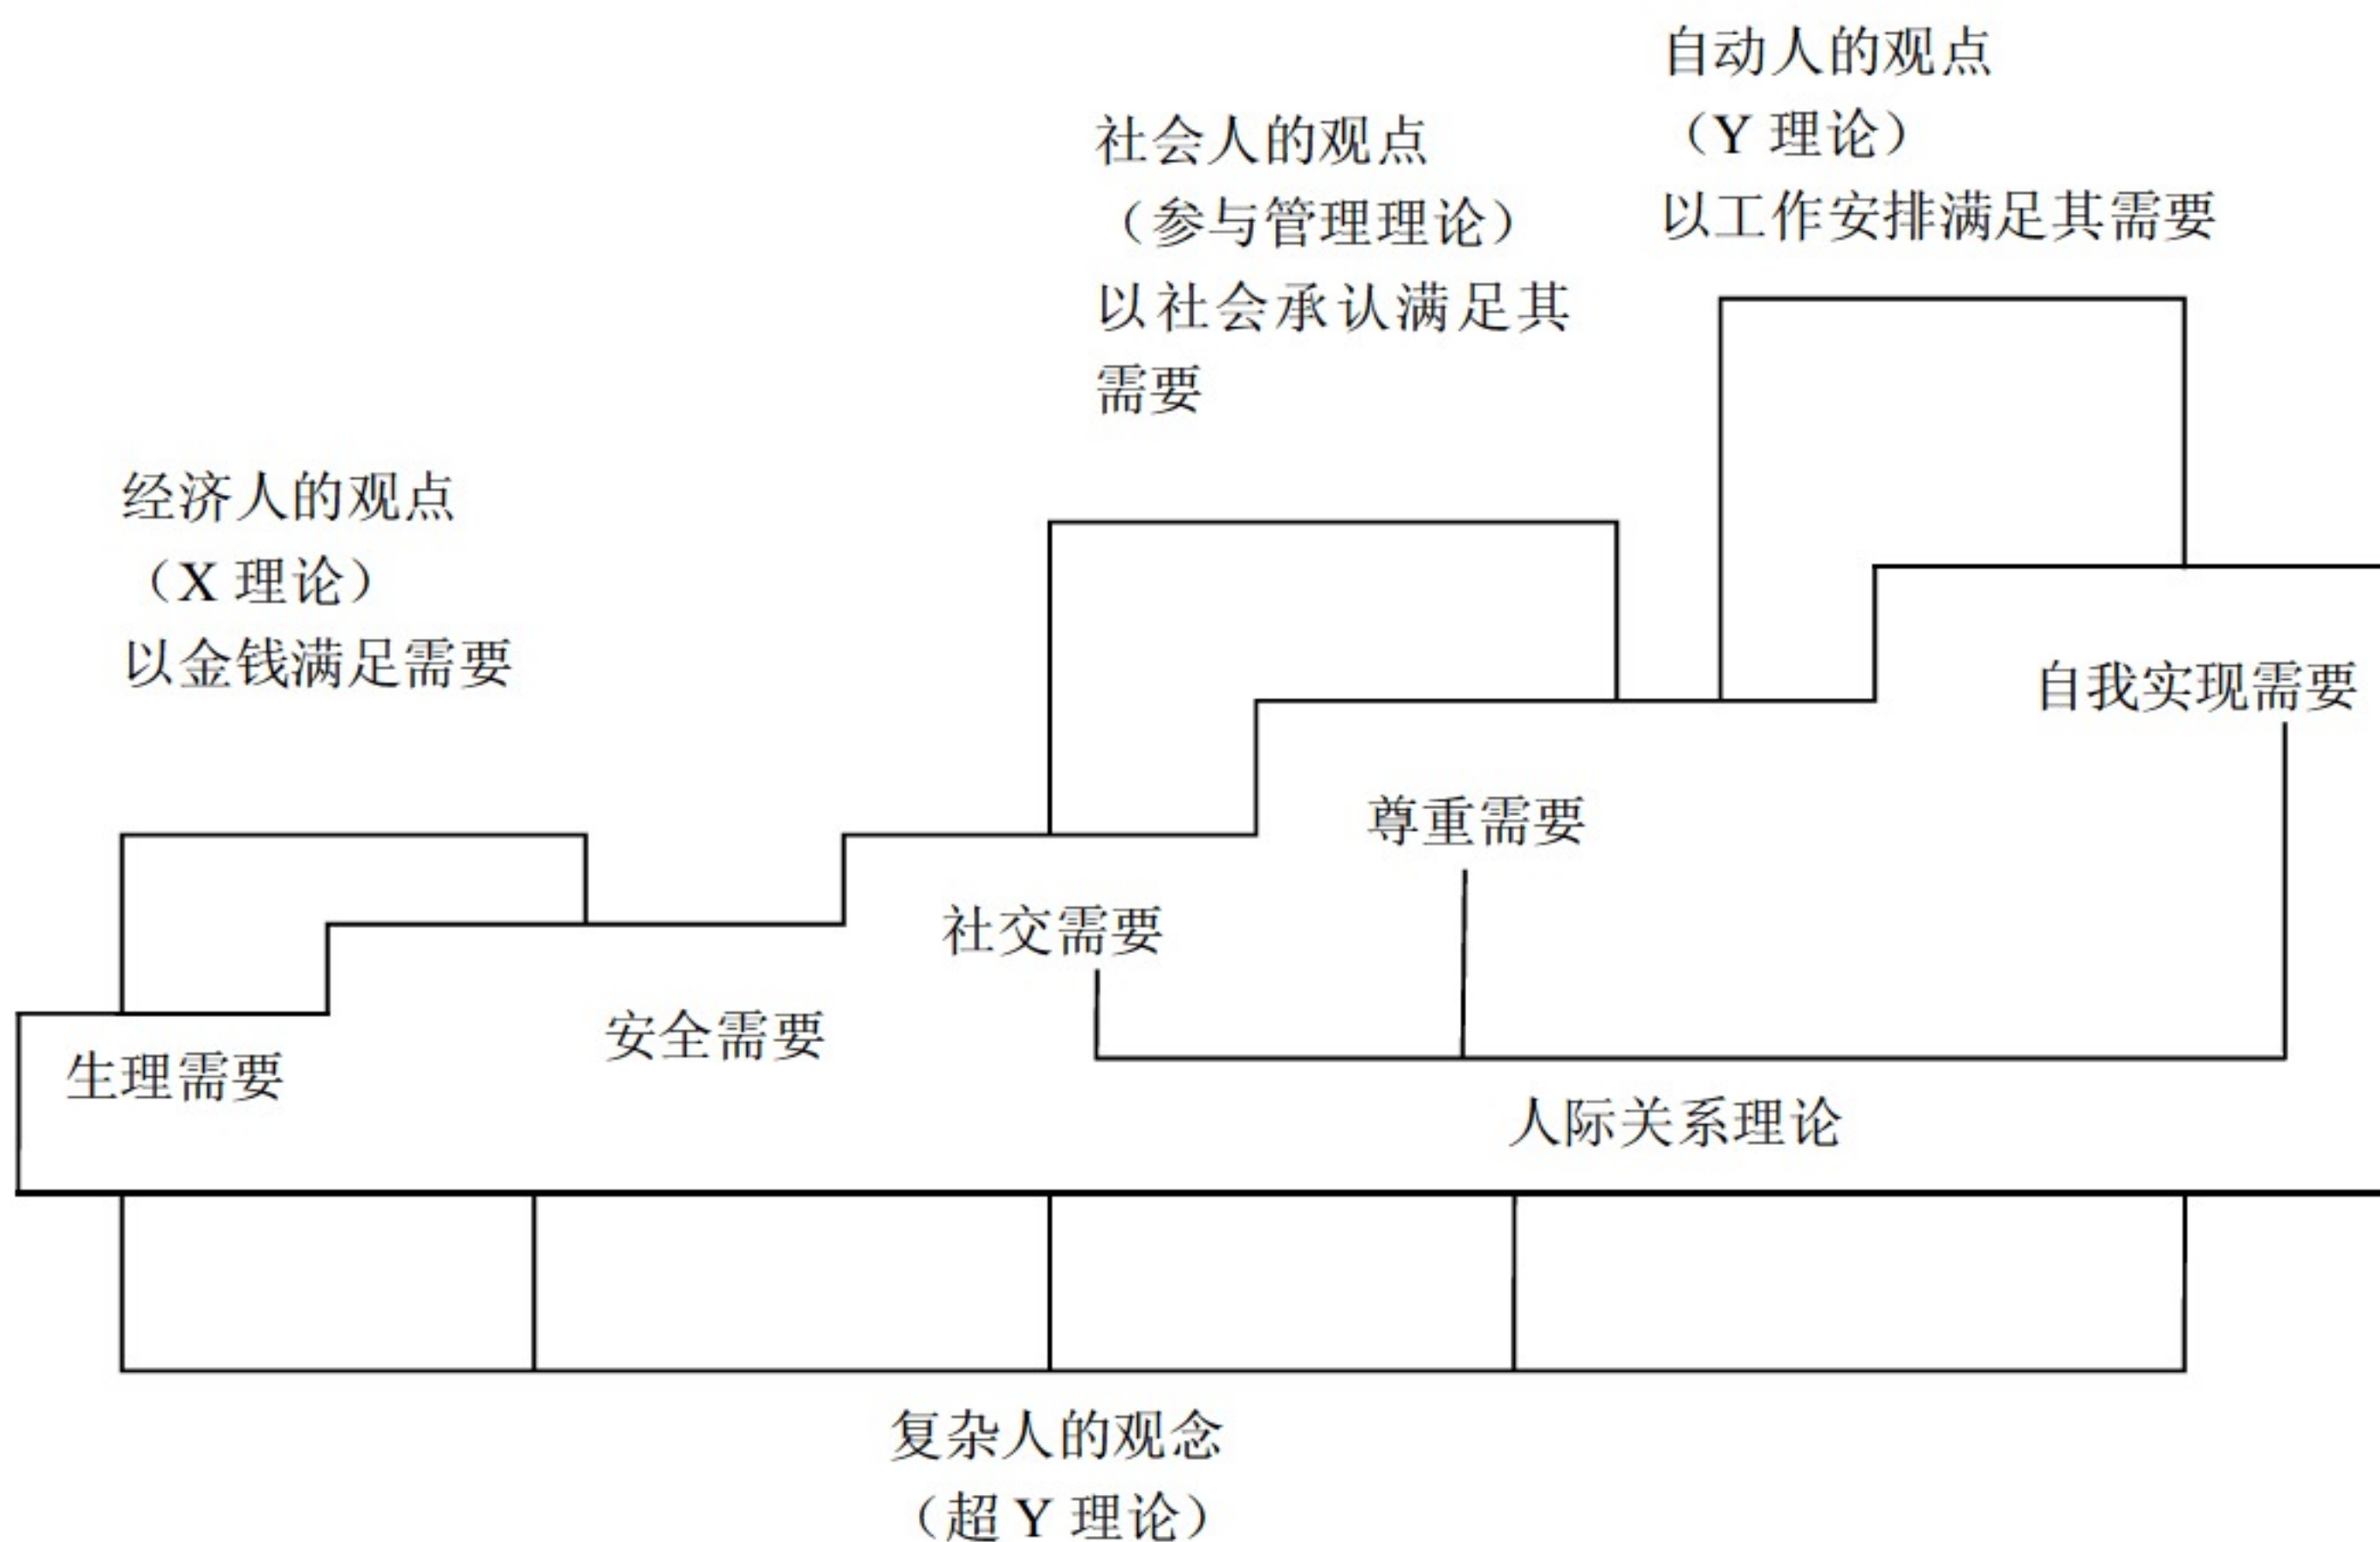 自动人的观点
（Y 理论）
以工作安排满足其需要
社会人的观点
（参与管理理论）
以社会承认满足其
需要
经济人的观点
（X 理论）
以金钱满足需要
自我实现需要
尊重需要
社交需要
安全需要
生理需要
人际关系理论
复杂人的观念
（超 Y 理论）